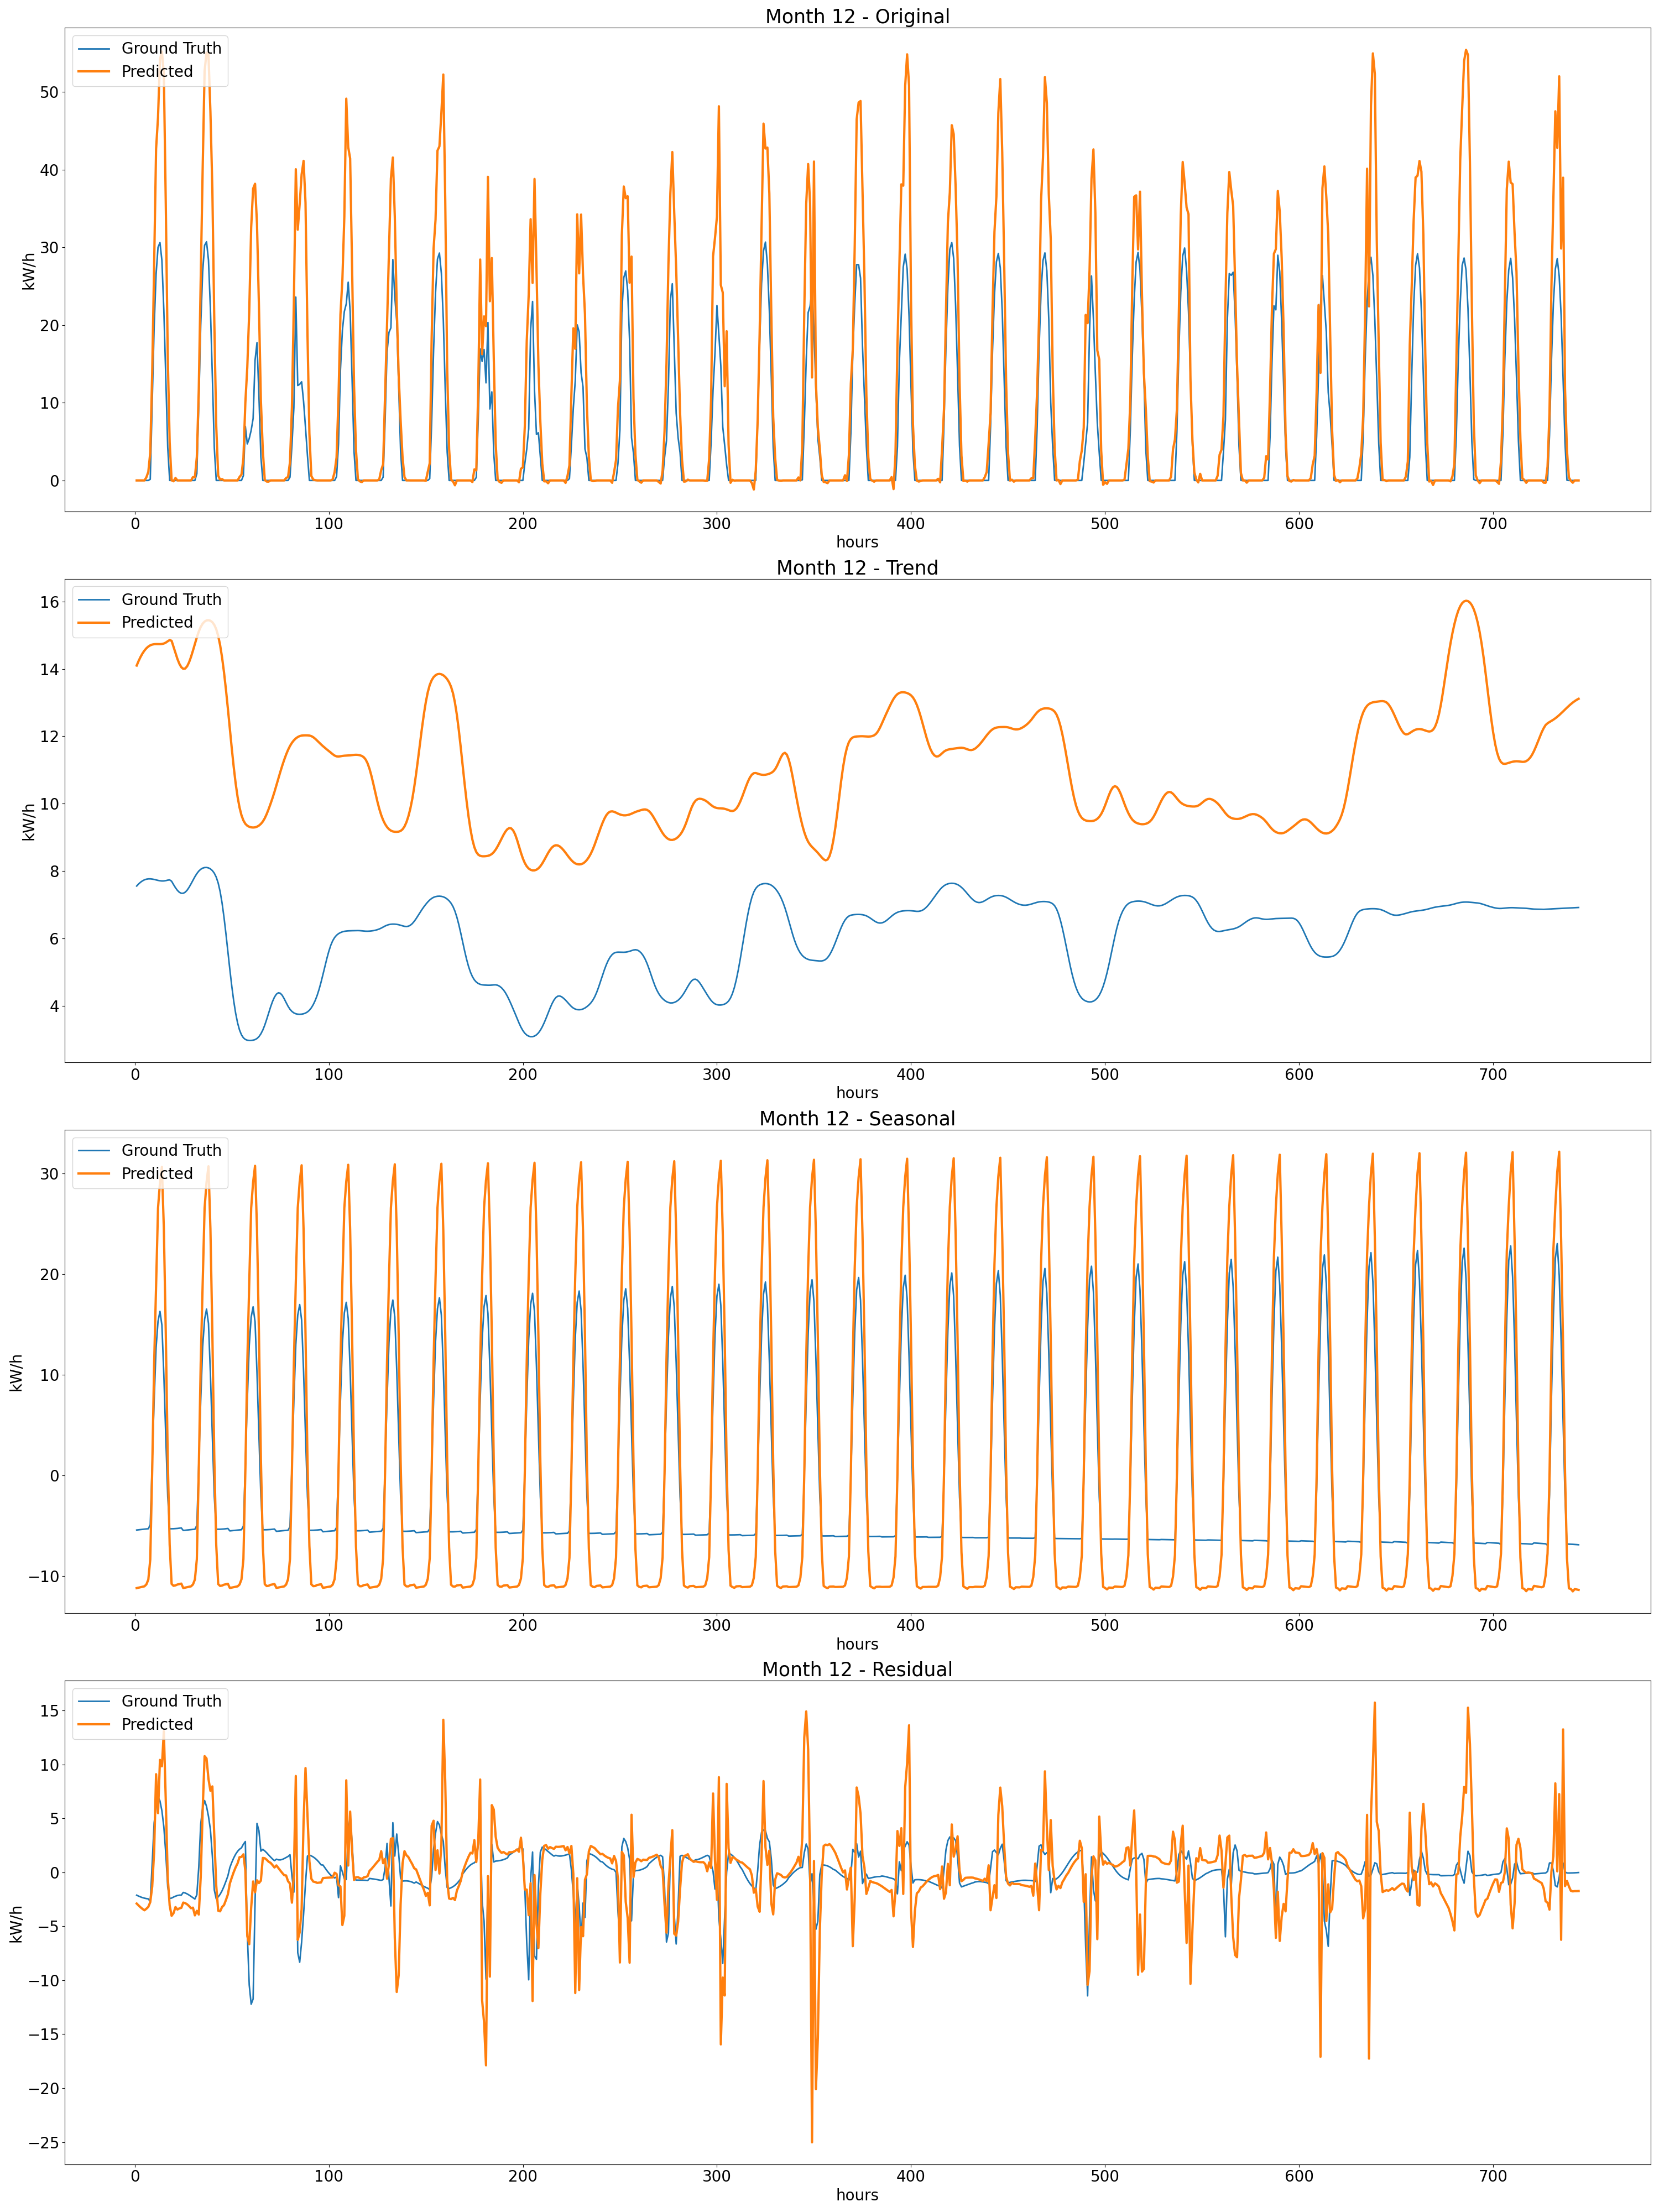 Month 12 - Original
Ground Truth
Predicted
kW/h
50
40
30
20
10
0
0 100 200 300 400 500 600 700
hours
Month 12 - Trend
Ground Truth
Predicted
kW/h
16
14
12
10
8
6
4
0 100 200 300 400 500 600 700
hours
Month 12 - Seasonal
Ground Truth
Predicted
kW/h
30
20
10
0
−10
0 100 200 300 400 500 600 700
hours
Month 12 - Residual
Ground Truth
Predicted
kW/h
15
10
5
0
−5
−10
−15
−20
−25
0 100 200 300 400 500 600 700
hours